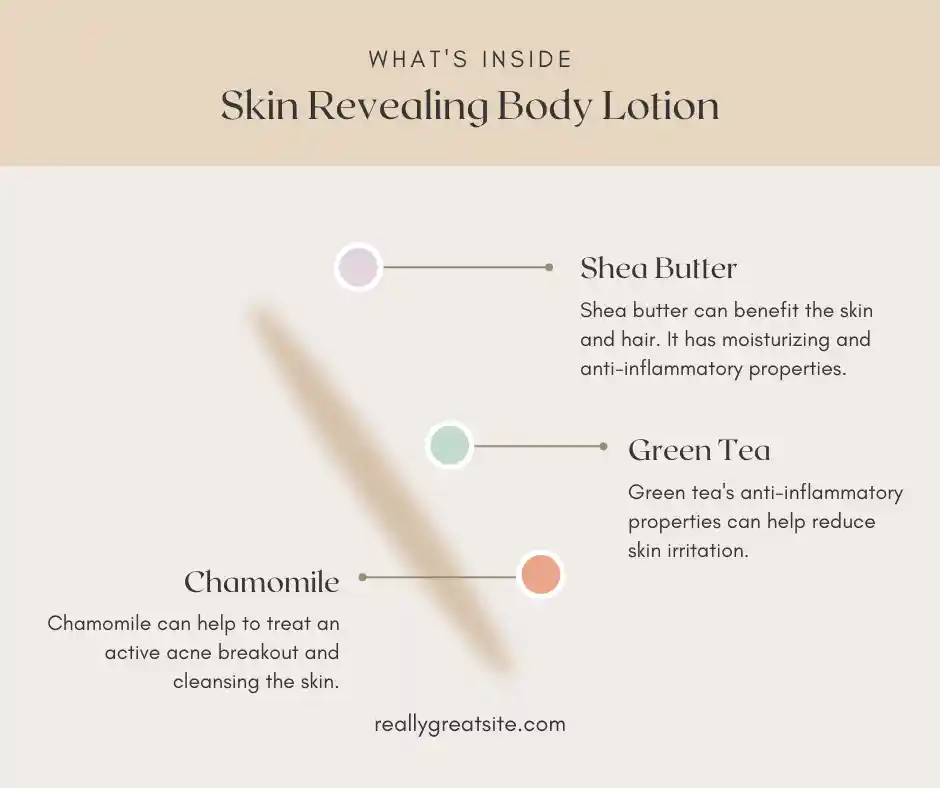 WHAT'S INSIDE
Skin Revealing Body Lotion
Shea Butter
Shea butter can benefit the skin
and hair. It has moisturizing and
anti-inflammatory properties.
Green Tea
Green tea's anti-inflammatory
properties can help reduce
skin irritation.
Chamomile
Chamomile can help to treat an
active acne breakout and
cleansing the skin.
reallygreatsite.com